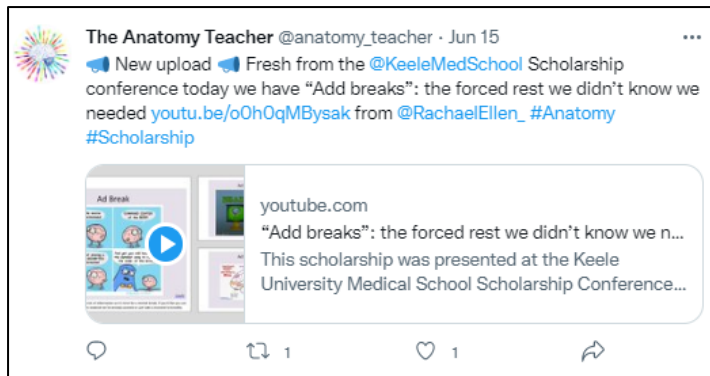 The Anatomy Teacher @anatomy_teacher · Jun 15 ...
📣 New upload 📣 Fresh from the @KeeleMedSchool Scholarship
conference today we have “Add breaks”: the forced rest we didn’t know we
needed youtu.be/o0h0qMBysak from @RachaelEllen_ #Anatomy
#Scholarship
Ad Break
youtube.com
“Add breaks”: the forced rest we didn’t know we n...
This scholarship was presented at the Keele
University Medical School Scholarship Conference...
1
1